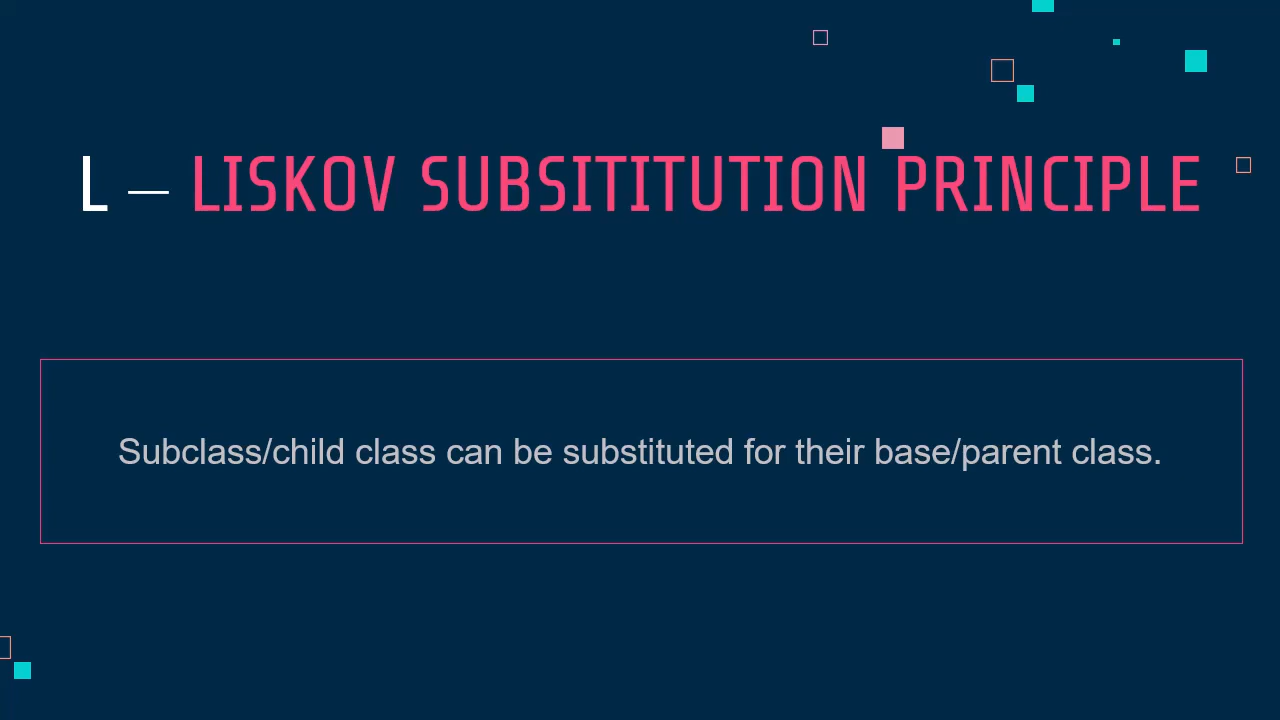 L — LISKOV SUBSITITUTION PRINCIPLE
Subclass/child class can be substituted for their base/parent class.